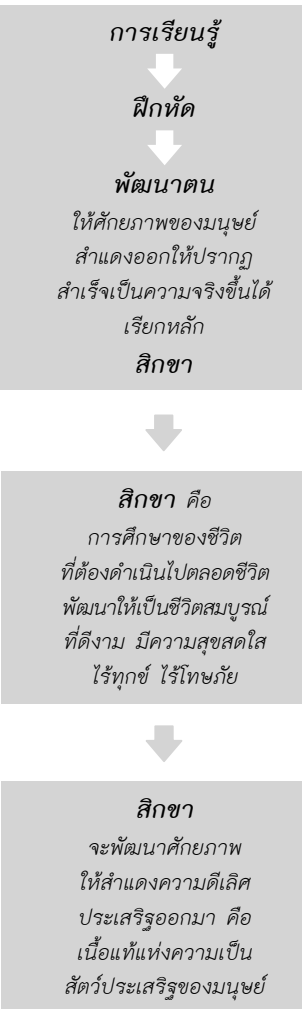 การเรียนรู้
ฝึกหัด
พัฒนาตน
ให้ศักยภาพของมนุษย์
สำแดงออกให้ปรากฏ
สำเร็จเป็นความจริงขึ้นได้
เรียกหลัก
สิกขา
สิกขา คือ
การศึกษาของชีวิต
ที่ต้องดำเนินไปตลอดชีวิต
พัฒนาให้เป็นชีวิตสมบูรณ์
ที่ดีงาม มีความสุขสดใส
ไร้ทุกข์ ไร้โทษภัย
สิกขา
จะพัฒนาศักยภาพ
ให้สำแดงความดีเลิศ
ประเสริฐออกมา คือ
เนื้อแท้แห่งความเป็น
สัตว์ประเสริฐของมนุษย์